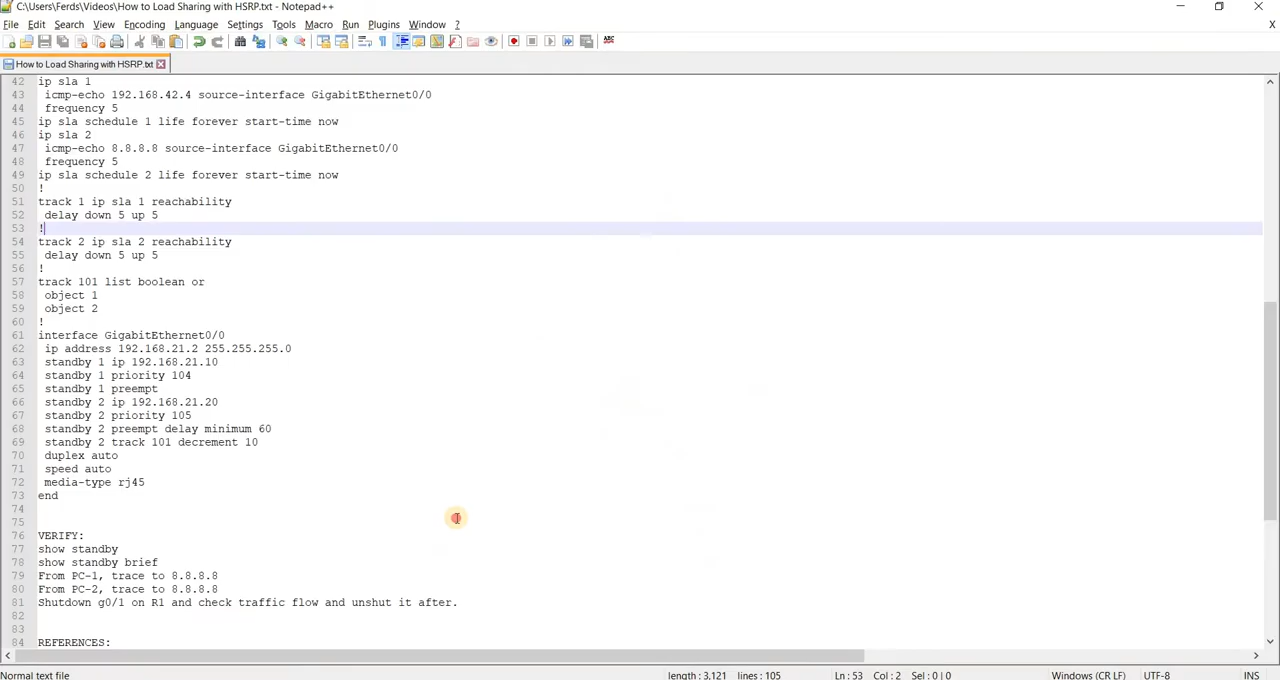 C:\Users\Ferds\Videos\How to Load Sharing with HSRP.txt - Notepad++
File Edit Search View Encoding Language Settings Tools Macro Run Plugins Window ? X
How to Load Sharing with HSRP.txt
42 ip sla 1
43 icmp-echo 192.168.42.4 source-interface GigabitEthernet0/0
44 frequency 5
45 ip sla schedule 1 life forever start-time now
46 ip sla 2
47 icmp-echo 8.8.8.8 source-interface GigabitEthernet0/0
48 frequency 5
49 ip sla schedule 2 life forever start-time now
50 !
51 track 1 ip sla 1 reachability
52 delay down 5 up 5
53 !
54 track 2 ip sla 2 reachability
55 delay down 5 up 5
56 !
57 track 101 list boolean or
58 object 1
59 object 2
60 !
61 interface GigabitEthernet0/0
62 ip address 192.168.21.2 255.255.255.0
63 standby 1 ip 192.168.21.10
64 standby 1 priority 104
65 standby 1 preempt
66 standby 2 ip 192.168.21.20
67 standby 2 priority 105
68 standby 2 preempt delay minimum 60
69 standby 2 track 101 decrement 10
70 duplex auto
71 speed auto
72 media-type rj45
73 end
74
75
76 VERIFY:
77 show standby
78 show standby brief
79 From PC-1, trace to 8.8.8.8
80 From PC-2, trace to 8.8.8.8
81 Shutdown g0/1 on R1 and check traffic flow and unshut it after.
82
83
84 REFERENCES:
Normal text file length : 3,121 lines : 105 Ln : 53 Col : 2 Sel : 0 | 0 Windows (CR LF) UTF-8 INS